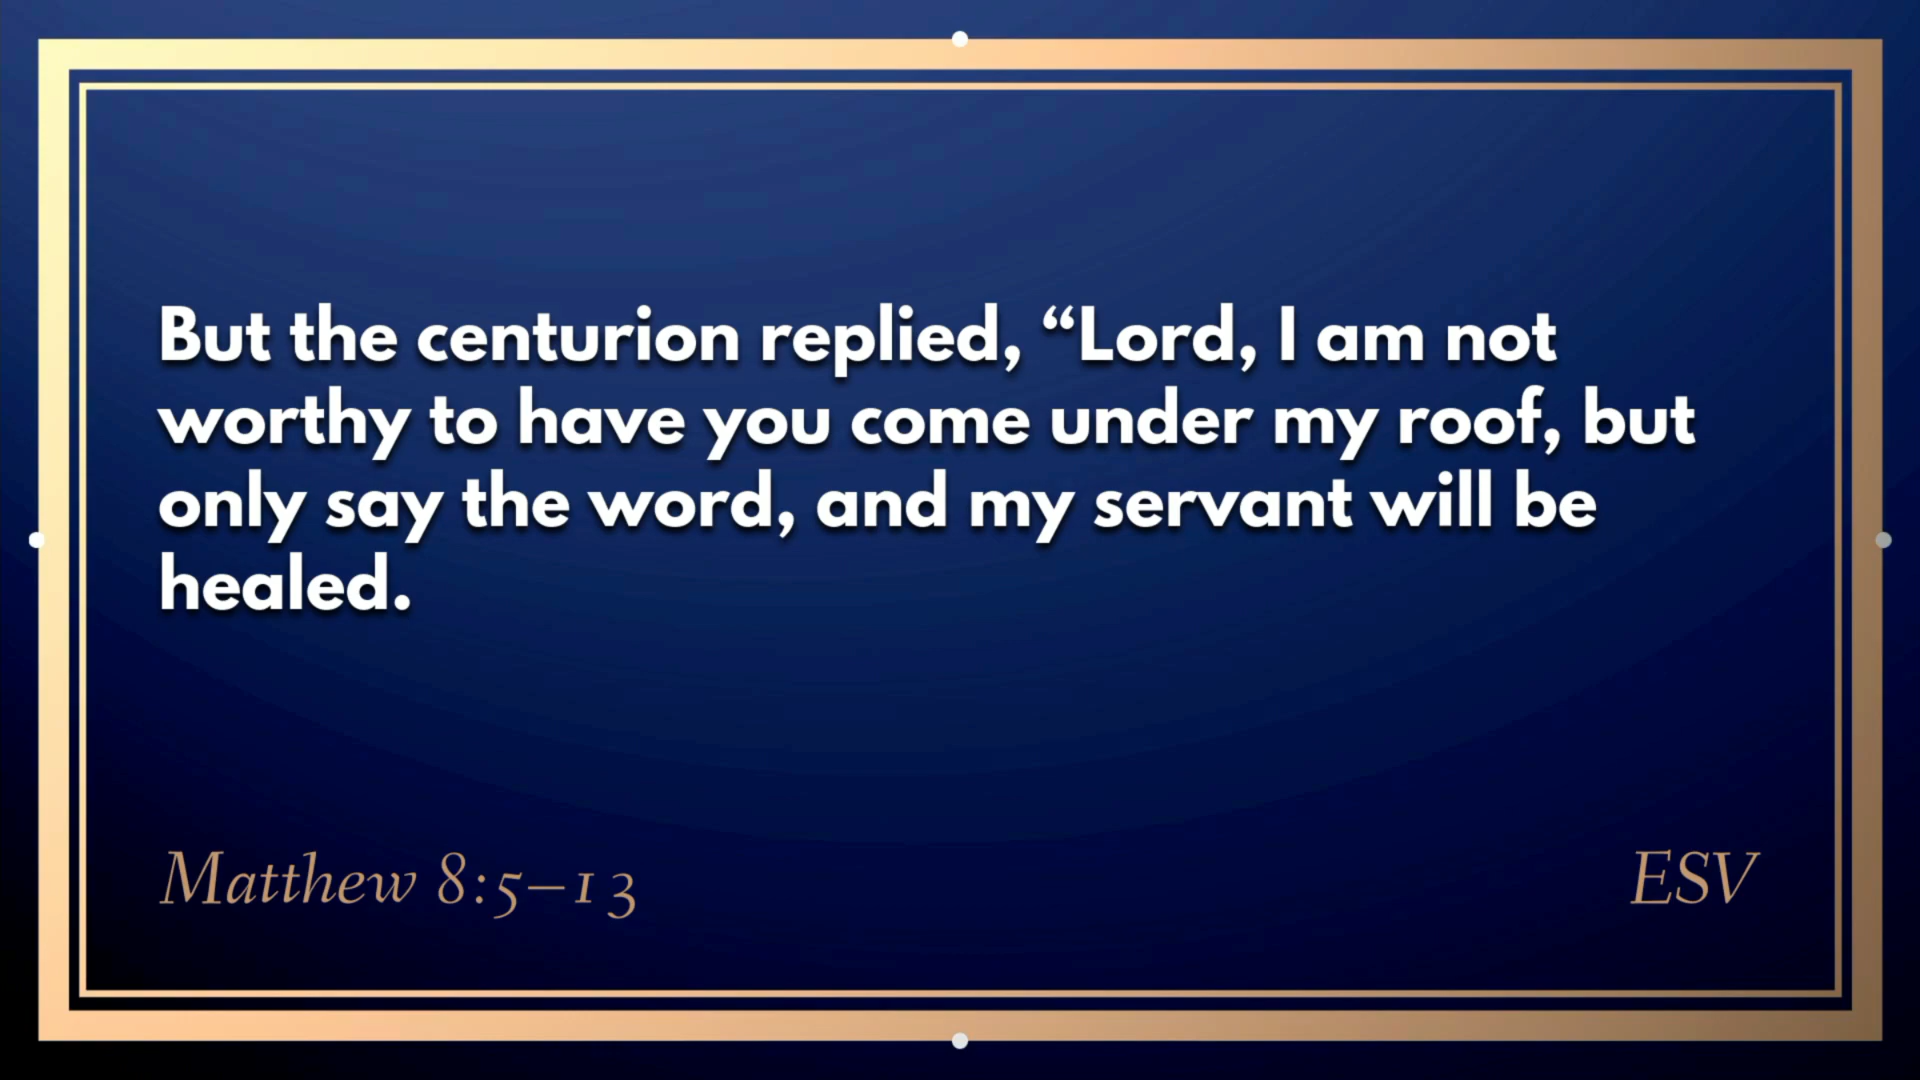 But the centurion replied, “Lord, I am not
worthy to have you come under my roof, but
only say the word, and my servant will be
healed.
Matthew 8:5–13
ESV